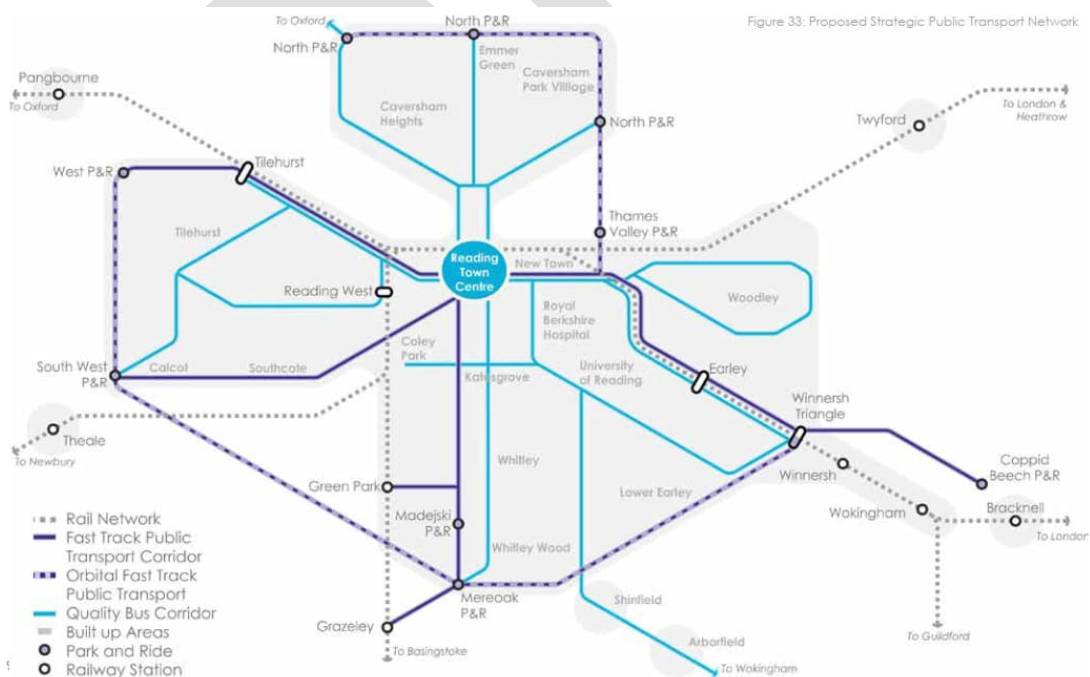 Figure 33: Proposed Strategic Public Transport Network
To Oxford
North P&R
North P&R
Emmer
Green
Caversham
Park Village
Caversham
Heights
North P&R
Pangbourne
To Oxford
Twyford
To London &
Heathrow
Tilehurst
West P&R
Tilehurst
Thames
Valley P&R
Reading
Town
Centre
New Town
Reading West
Woodley
Royal
Berkshire
Hospital
Coley
Park
Katesgrove
University
of Reading
Earley
South West
P&R
Calcot
Southcote
Winnersh
Triangle
Theale
To Newbury
Whitley
Winnersh
Coppid
Beech P&R
Green Park
Lower Earley
Madejski
P&R
Wokingham
Bracknell
To London
Whitley Wood
Mereoak
P&R
Shinfield
Grazeley
To Basingstoke
Arborfield
To Guildford
To Wokingham
Rail Network
Fast Track Public
Transport Corridor
Orbital Fast Track
Public Transport
Quality Bus Corridor
Built up Areas
Park and Ride
Railway Station